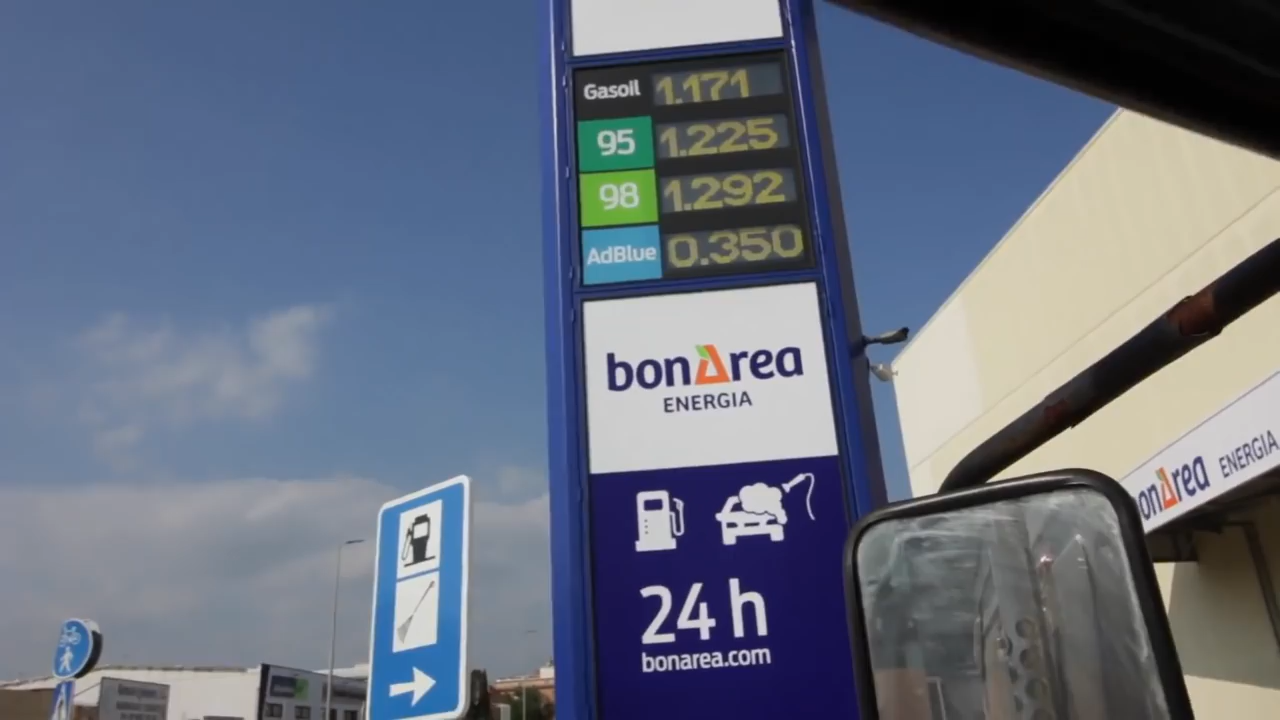 Gasoil 1.171
95 1.225
98 1.292
AdBlue 0.350
bonArea
ENERGIA
24 h
bonarea.com
bonArea ENERGIA